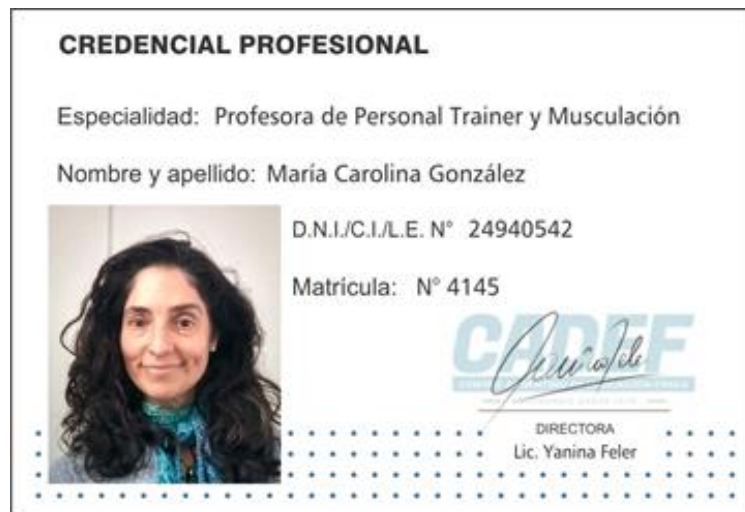 CREDENCIAL PROFESIONAL
Especialidad: Profesora de Personal Trainer y Musculación
Nombre y apellido: María Carolina González
D.N.I./C.I./L.E. N° 24940542
Matricula: N° 4145
CADEF
DIRECTORA
Lic. Yanina Feler